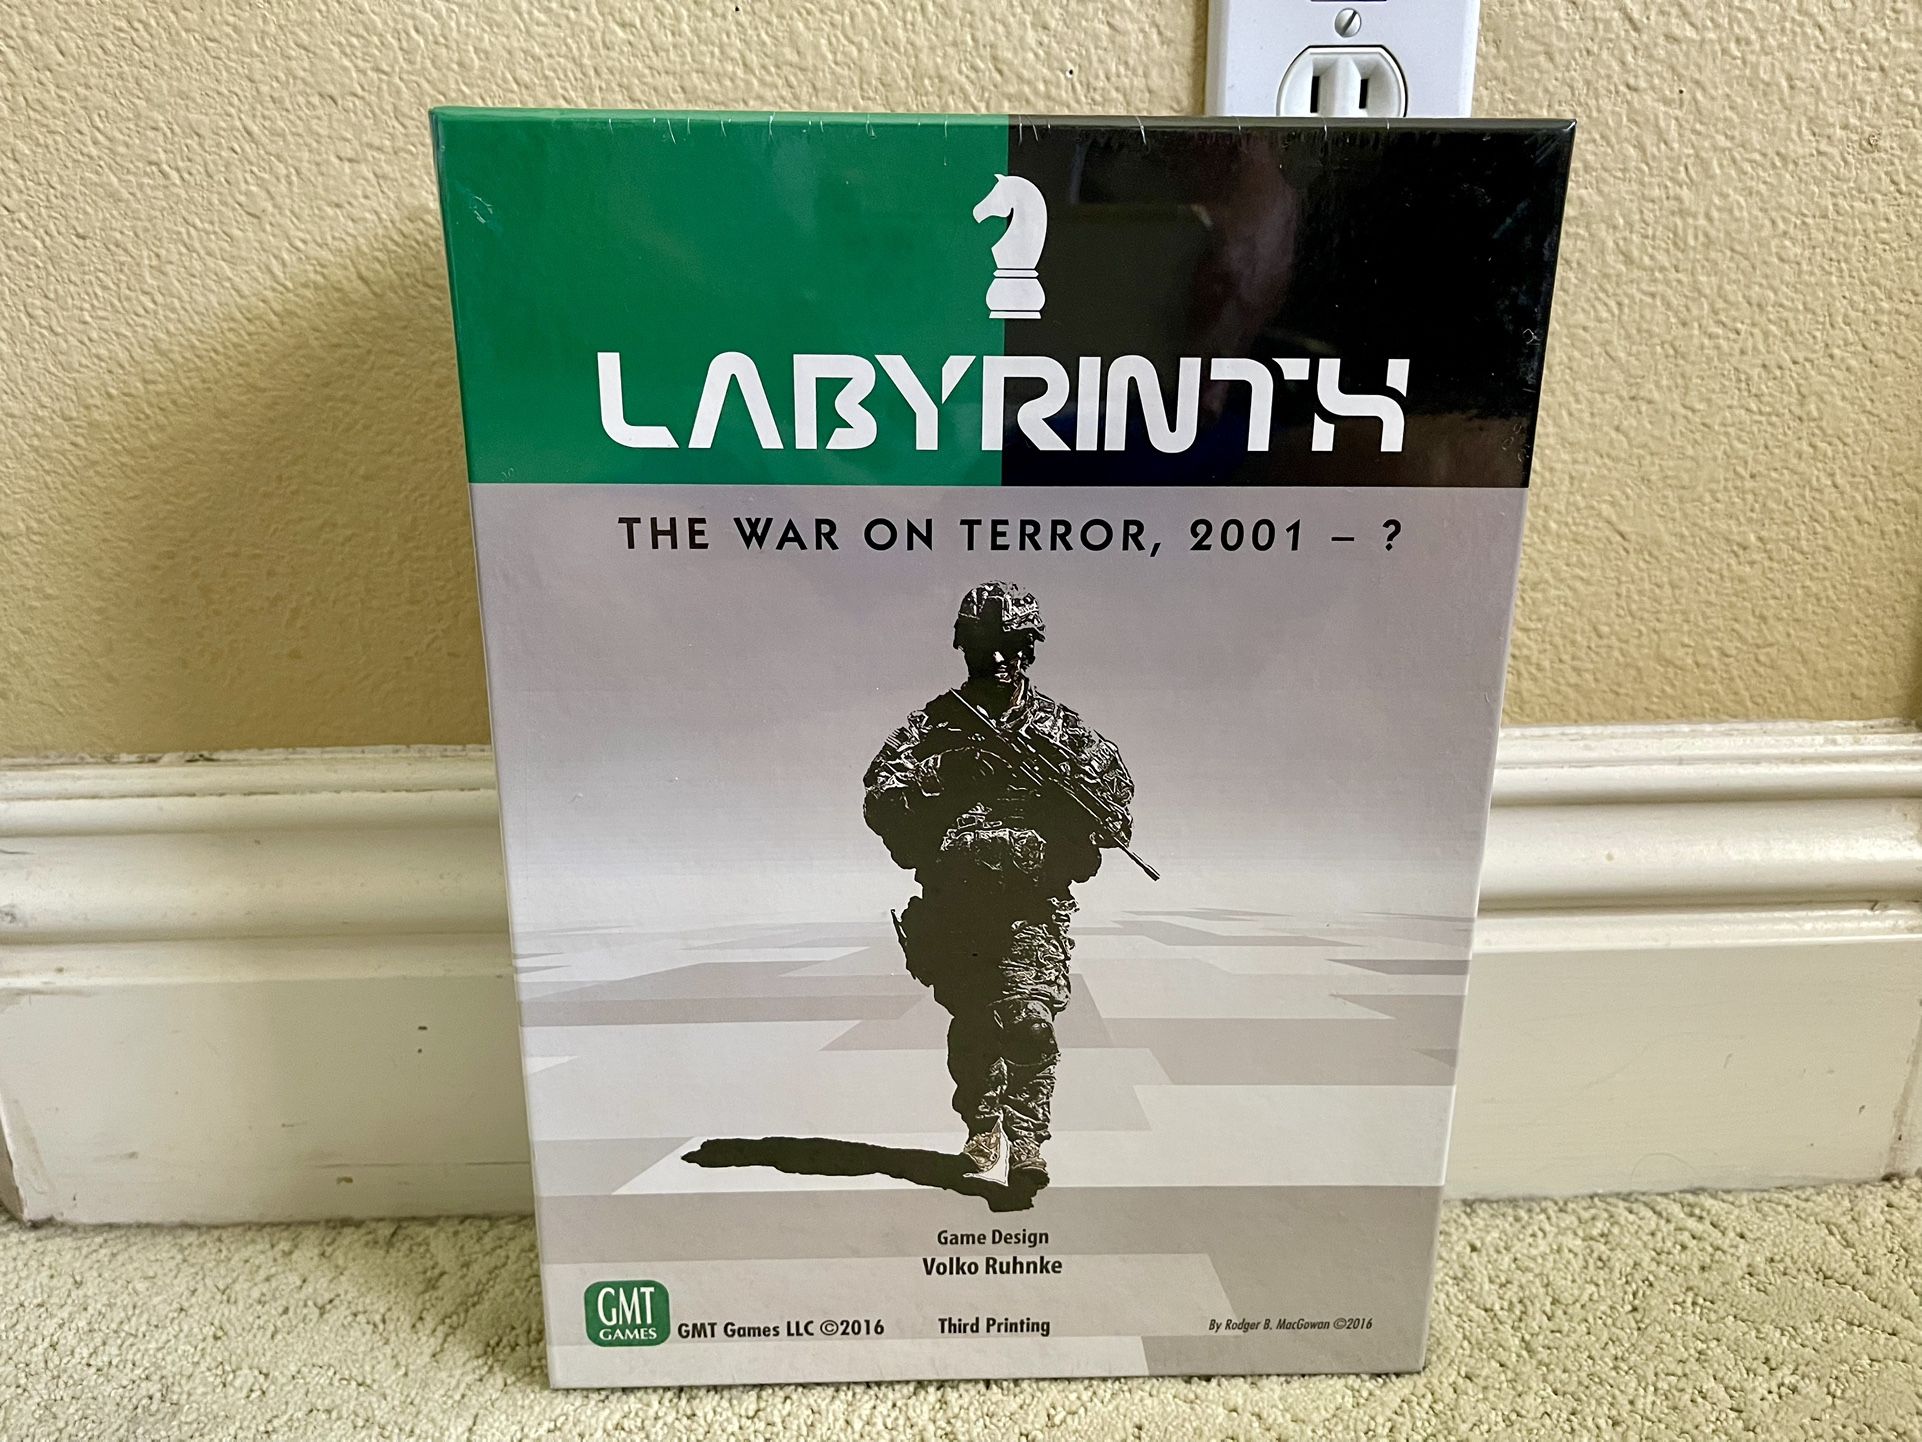 LABYRINTH
THE WAR ON TERROR, 2001 – ?
Game Design
Volko Ruhnke
GMT
GAMES
GMT Games LLC ©2016
Third Printing
By Rodger B. MacGowan ©2016